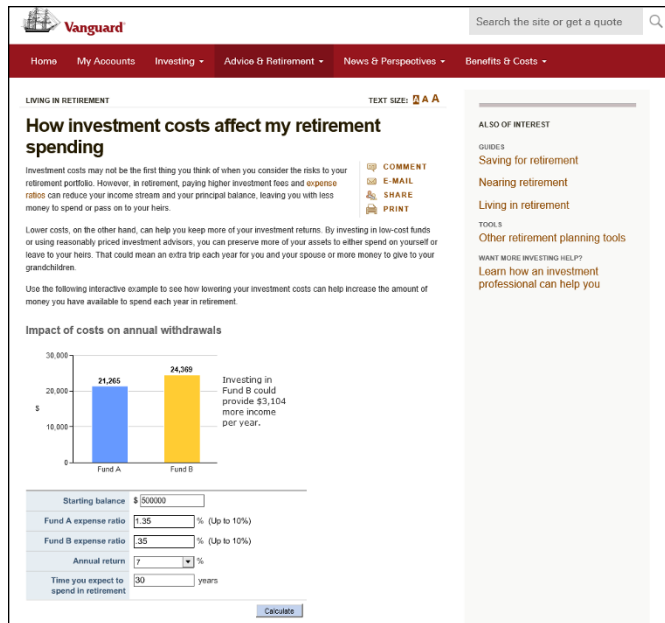 Vanguard®
Search the site or get a quote
Home My Accounts Investing Advice & Retirement News & Perspectives Benefits & Costs
LIVING IN RETIREMENT
TEXT SIZE: A A A
How investment costs affect my retirement
spending
Investment costs may not be the first thing you think of when you consider the risks to your
retirement portfolio. However, in retirement, paying higher investment fees and expense
ratios can reduce your income stream and your principal balance, leaving you with less
money to spend or pass on to your heirs.
COMMENT
E-MAIL
SHARE
PRINT
Lower costs, on the other hand, can help you keep more of your investment returns. By investing in low-cost funds
or using reasonably priced investment advisors, you can preserve more of your assets to either spend on yourself or
leave to your heirs. That could mean an extra trip each year for you and your spouse or more money to give to your
grandchildren.
Use the following interactive example to see how lowering your investment costs can help increase the amount of
money you have available to spend each year in retirement.
Impact of costs on annual withdrawals
30,000
20,000
$
10,000
0
21,265
24,369
Fund A
Fund B
Investing in
Fund B could
provide $3,104
more income
per year.
Starting balance $ 500000
Fund A expense ratio 1.35 % (Up to 10%)
Fund B expense ratio .35 % (Up to 10%)
Annual return 7 %
Time you expect to
spend in retirement 30 years
Calculate
ALSO OF INTEREST
GUIDES
Saving for retirement
Nearing retirement
Living in retirement
TOOLS
Other retirement planning tools
WANT MORE INVESTING HELP?
Learn how an investment
professional can help you